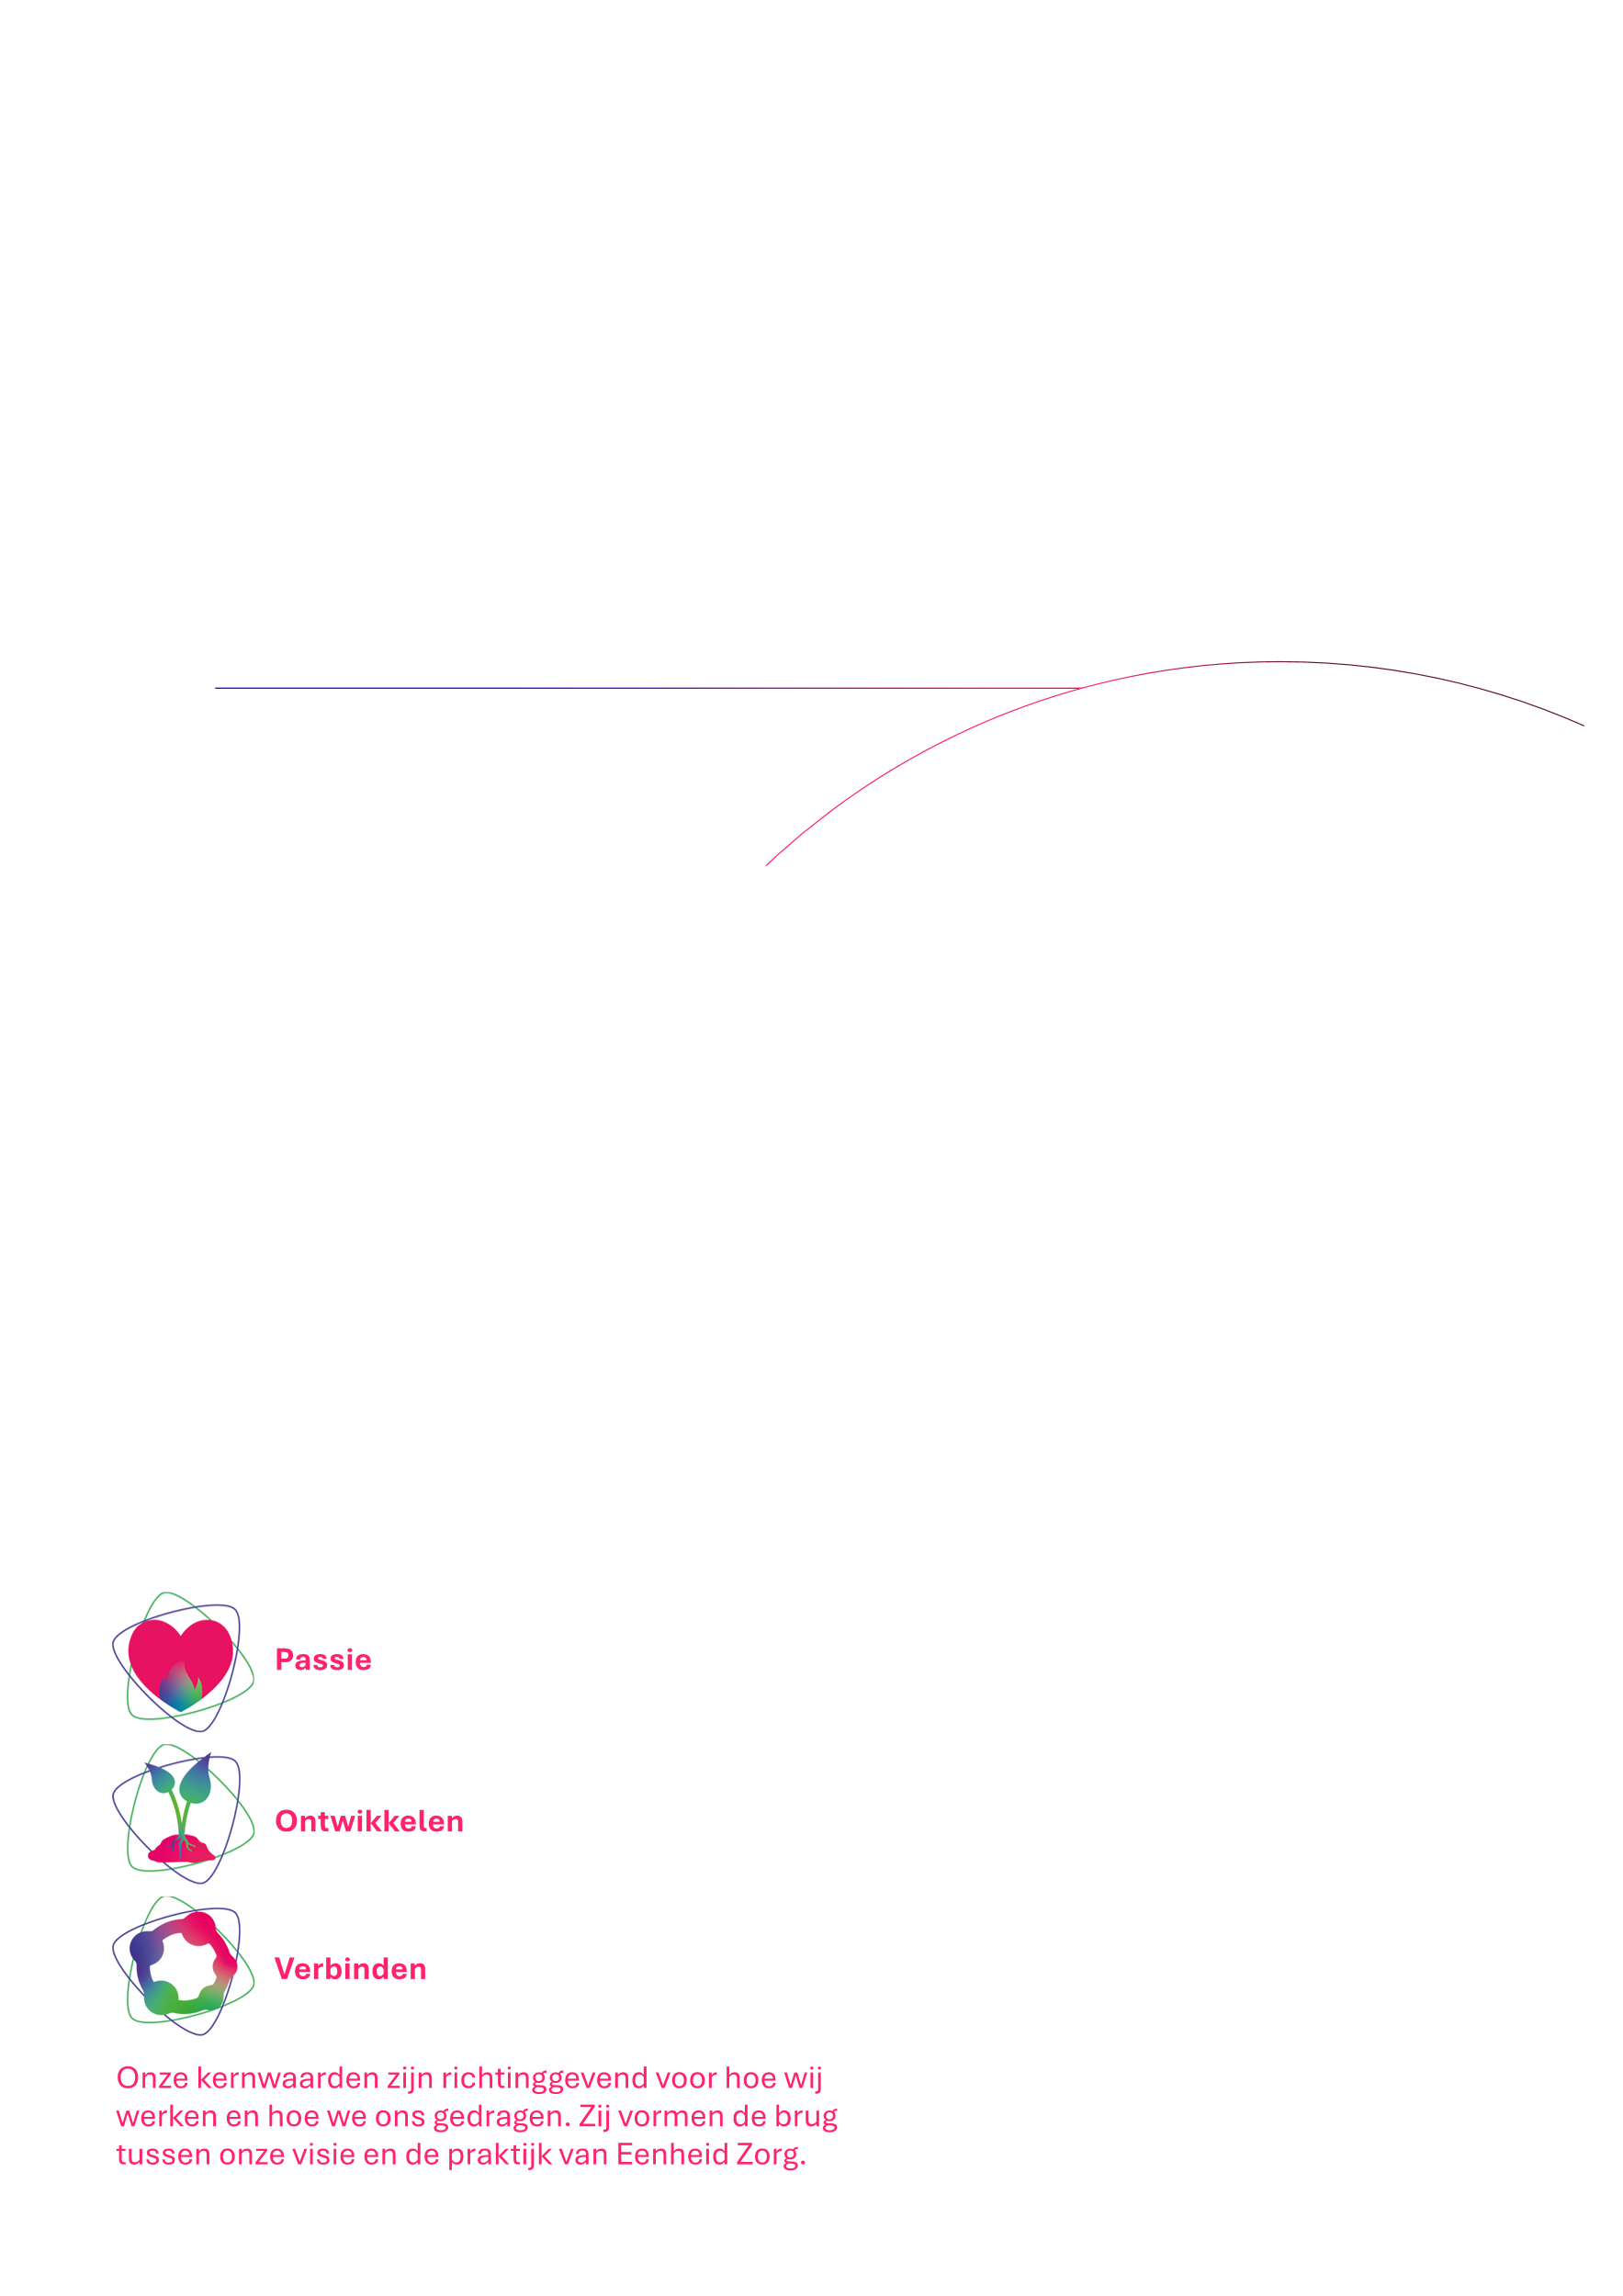 Passie
Ontwikkelen
Verbinden
Onze kernwaarden zijn richtinggevend voor hoe wij
werken en hoe we ons gedragen. Zij vormen de brug
tussen onze visie en de praktijk van Eenheid Zorg.